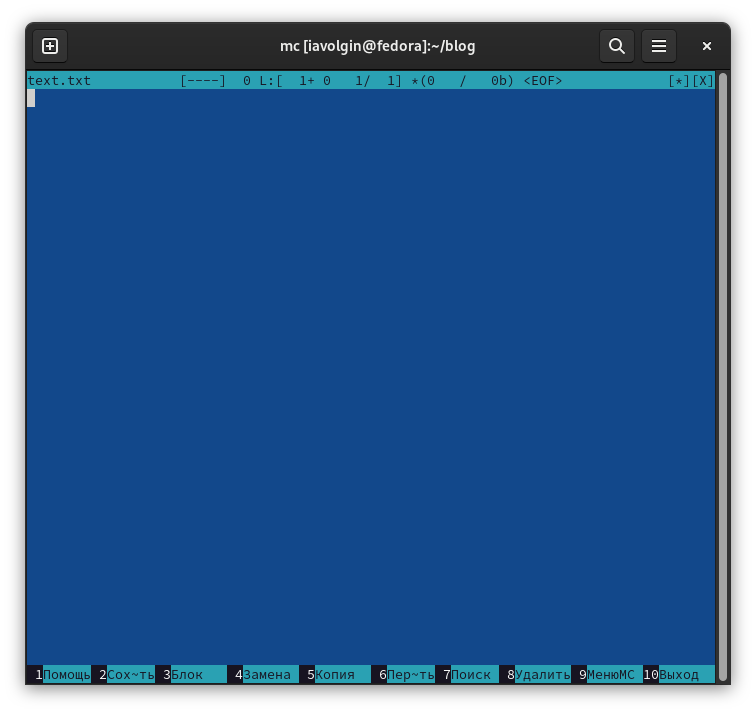 mc [iavolgin@fedora]:~/blog
text.txt [----] 0 L:[ 1+ 0 1/ 1] *(0 / 0b) <EOF> [*][X]
1Помощь 2Сох~ть 3Блок 4Замена 5Копия 6Пер~ть 7Поиск 8Удалить 9МенюМС 10Выход